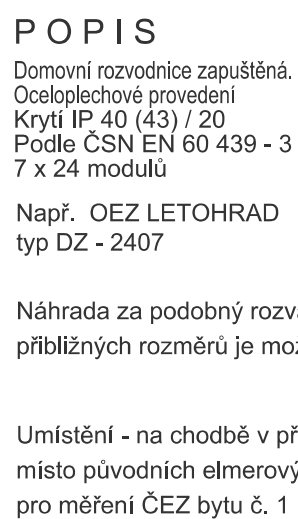 POPIS
Domovní rozvodnice zapuštěná.
Oceloplechové provedení
Krytí IP 40 (43) / 20
Podle ČSN EN 60 439 - 3
7 x 24 modulů
Např. OEZ LETOHRAD
typ DZ - 2407
Náhrada za podobný
přibližných rozměrů je
Umístění - na chodbě v
místo původních
pro měření ČEZ bytu č. 1